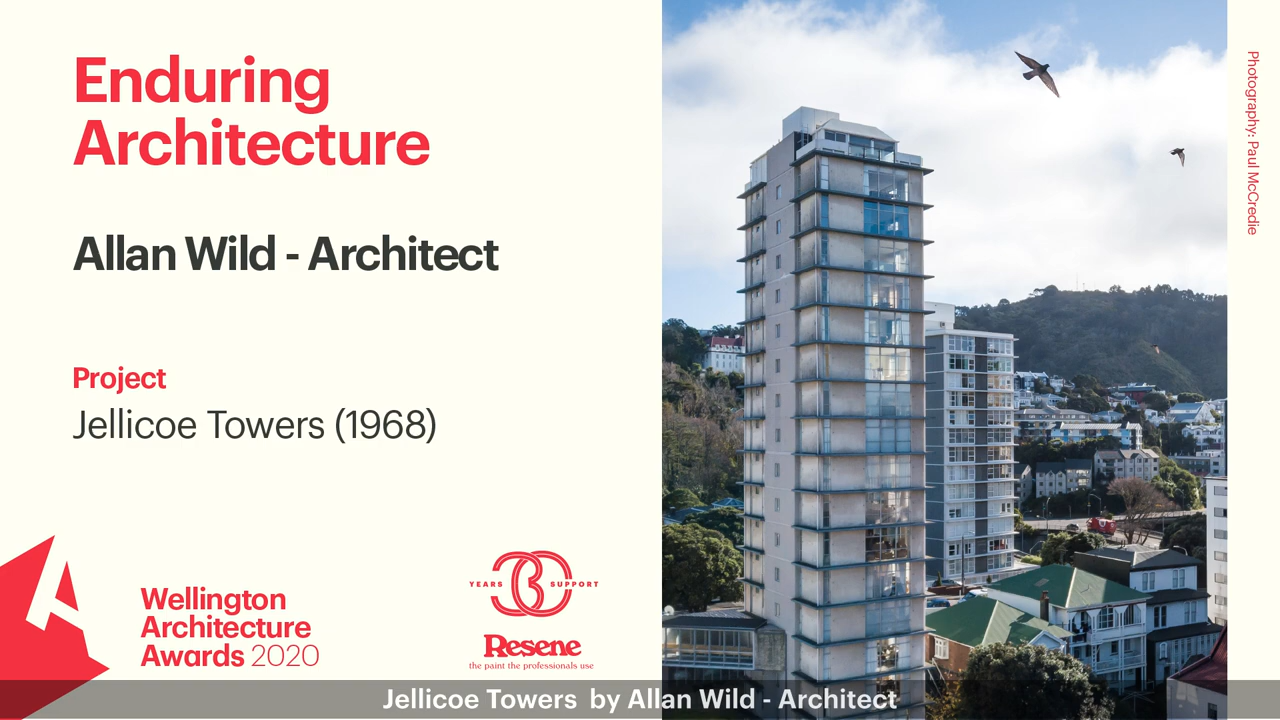 Enduring
Architecture
Allan Wild - Architect
Project
Jellicoe Towers (1968)
Wellington
Architecture
Awards 2020
YEARS 30 SUPPORT
Resene
the paint the professionals use
Photography: Paul McCredie
Jellicoe Towers  by Allan Wild - Architect